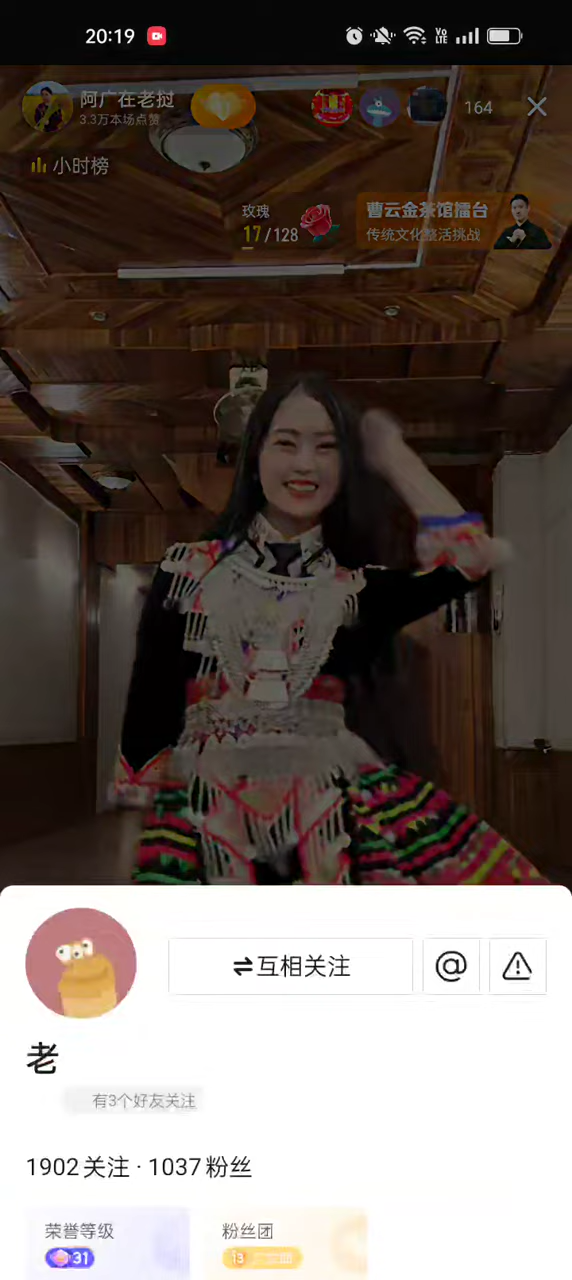 20:19
阿广在老挝
3.3万本场点赞
164
小时榜
玫瑰
17/128
曹云金茶馆擂台
传统文化整活挑战
互相关注
老
有3个好友关注
1902关注 · 1037粉丝
荣誉等级
31
粉丝团
13